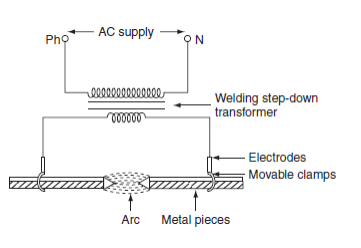 AC supply
Ph
N
Welding step-down
transformer
Electrodes
Movable clamps
Arc
Metal pieces